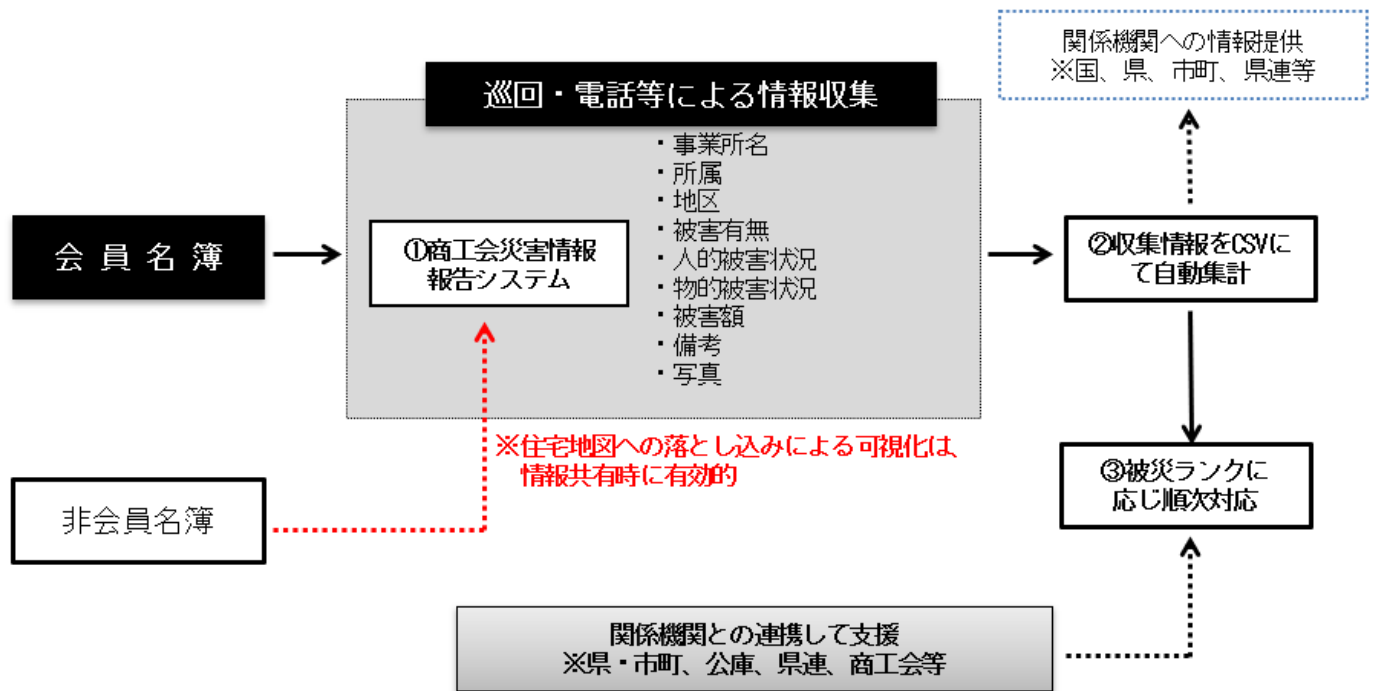 関係機関への情報提供
※国、県、市町、県連等
巡回・電話等による情報収集
・事業所名
・所属
・地区
・被害有無
・人的被害状況
・物的被害状況
・被害額
・備考
・写真
会員名簿
①商工会災害情報
報告システム
②収集情報をCSVに
て自動集計
※住宅地図への落とし込みによる可視化は、
情報共有時に有効的
非会員名簿
③被災ランクに
応じ順次対応
関係機関との連携して支援
※県・市町、公庫、県連、商工会等